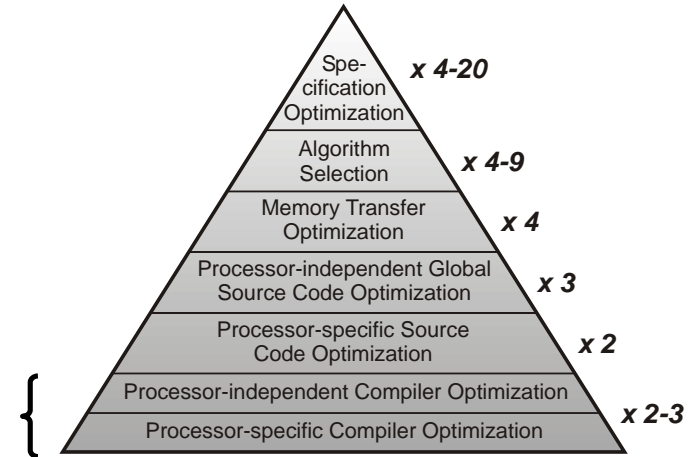 Spe-
cification
Optimization
x 4-20
Algorithm
Selection
x 4-9
Memory Transfer
Optimization
x 4
Processor-independent Global
Source Code Optimization
x 3
Processor-specific Source
Code Optimization
x 2
Processor-independent Compiler Optimization
x 2-3
Processor-specific Compiler Optimization
{